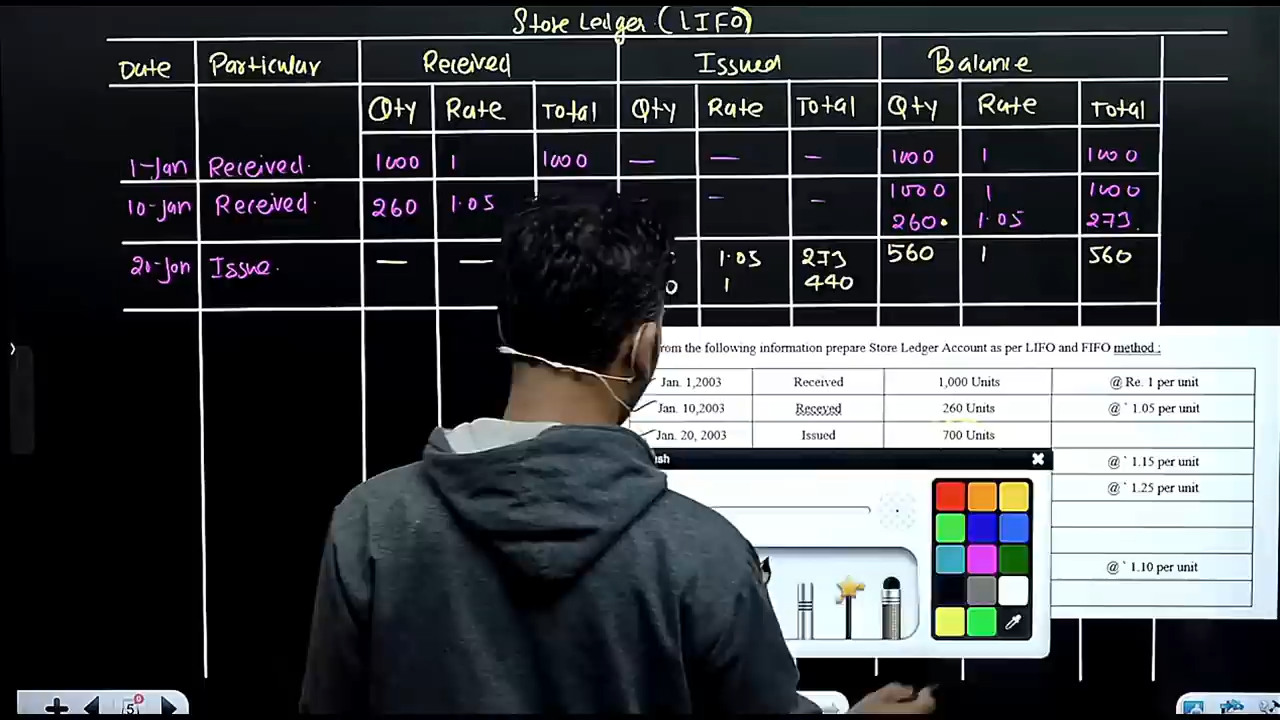 Store Ledger (LIFO)
Date Particular Received Issued Balance
Qty Rate Total Qty Rate Total Qty Rate Total
1-Jan Received. 1000 1 1000 — — — 1000 1 1000
10-Jan Received. 260 1.05 - - - 1000 1 1000
260. 1.05 273.
20-Jan Issue. — — 1.05 273 560 1 560
0 1 440
rom the following information prepare Store Ledger Account as per LIFO and FIFO method :
Jan. 1,2003 Received 1,000 Units @ Re. 1 per unit
Jan. 10,2003 Receved 260 Units @ ` 1.05 per unit
Jan. 20, 2003 Issued 700 Units
sh
@ ` 1.15 per unit
@ ` 1.25 per unit
@ ` 1.10 per unit
5